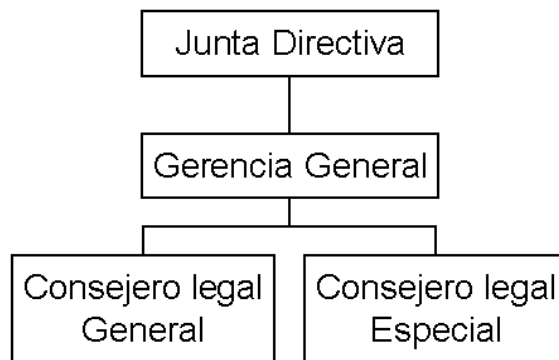 Junta Directiva
Gerencia General
Consejero legal
General
Consejero legal
Especial